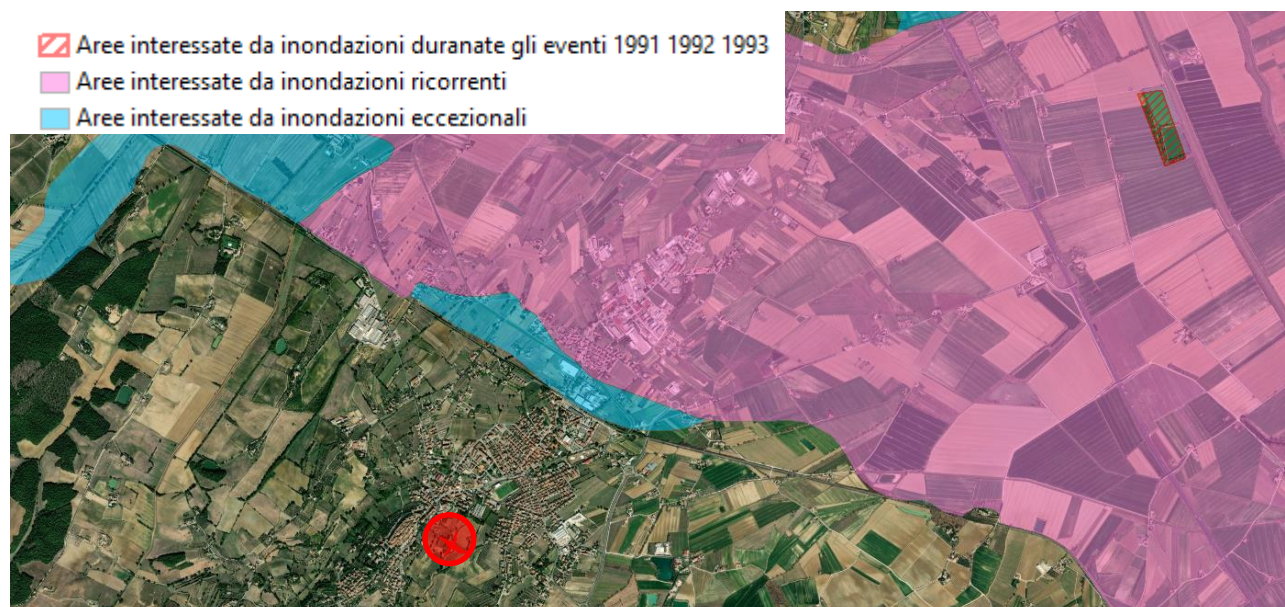 Aree interessate da inondazioni duranate gli eventi 1991 1992 1993
Aree interessate da inondazioni ricorrenti
Aree interessate da inondazioni eccezionali